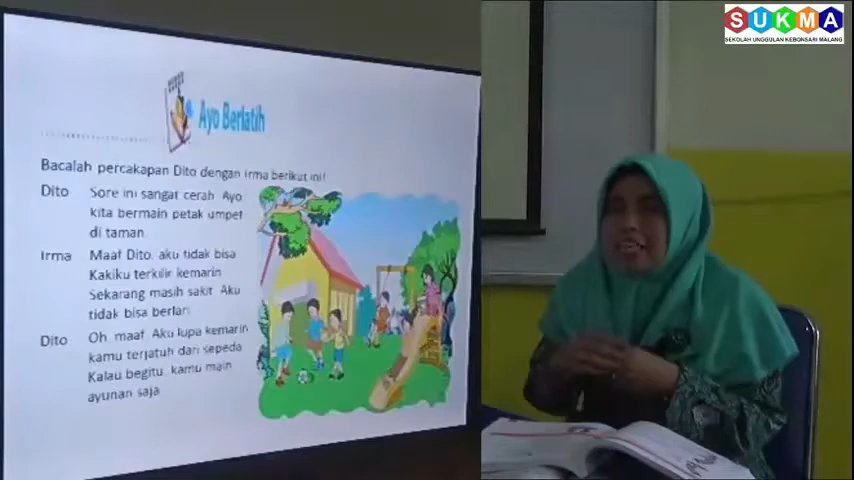 SUKMA
SEKOLAH UNGGULAN KEBONSARI MALANG
Ayo Berlatih
Bacalah percakapan Dito dengan Irma berikut ini!
Dito Sore ini sangat cerah Ayo
kita bermain petak umpet
di taman
Irma Maaf Dito, aku tidak bisa
Kakiku terkilir kemarin
Sekarang masih sakit Aku
tidak bisa berlari
Dito Oh maaf Aku lupa kemarin
kamu terjatuh dari sepeda
Kalau begitu, kamu main
ayunan saja